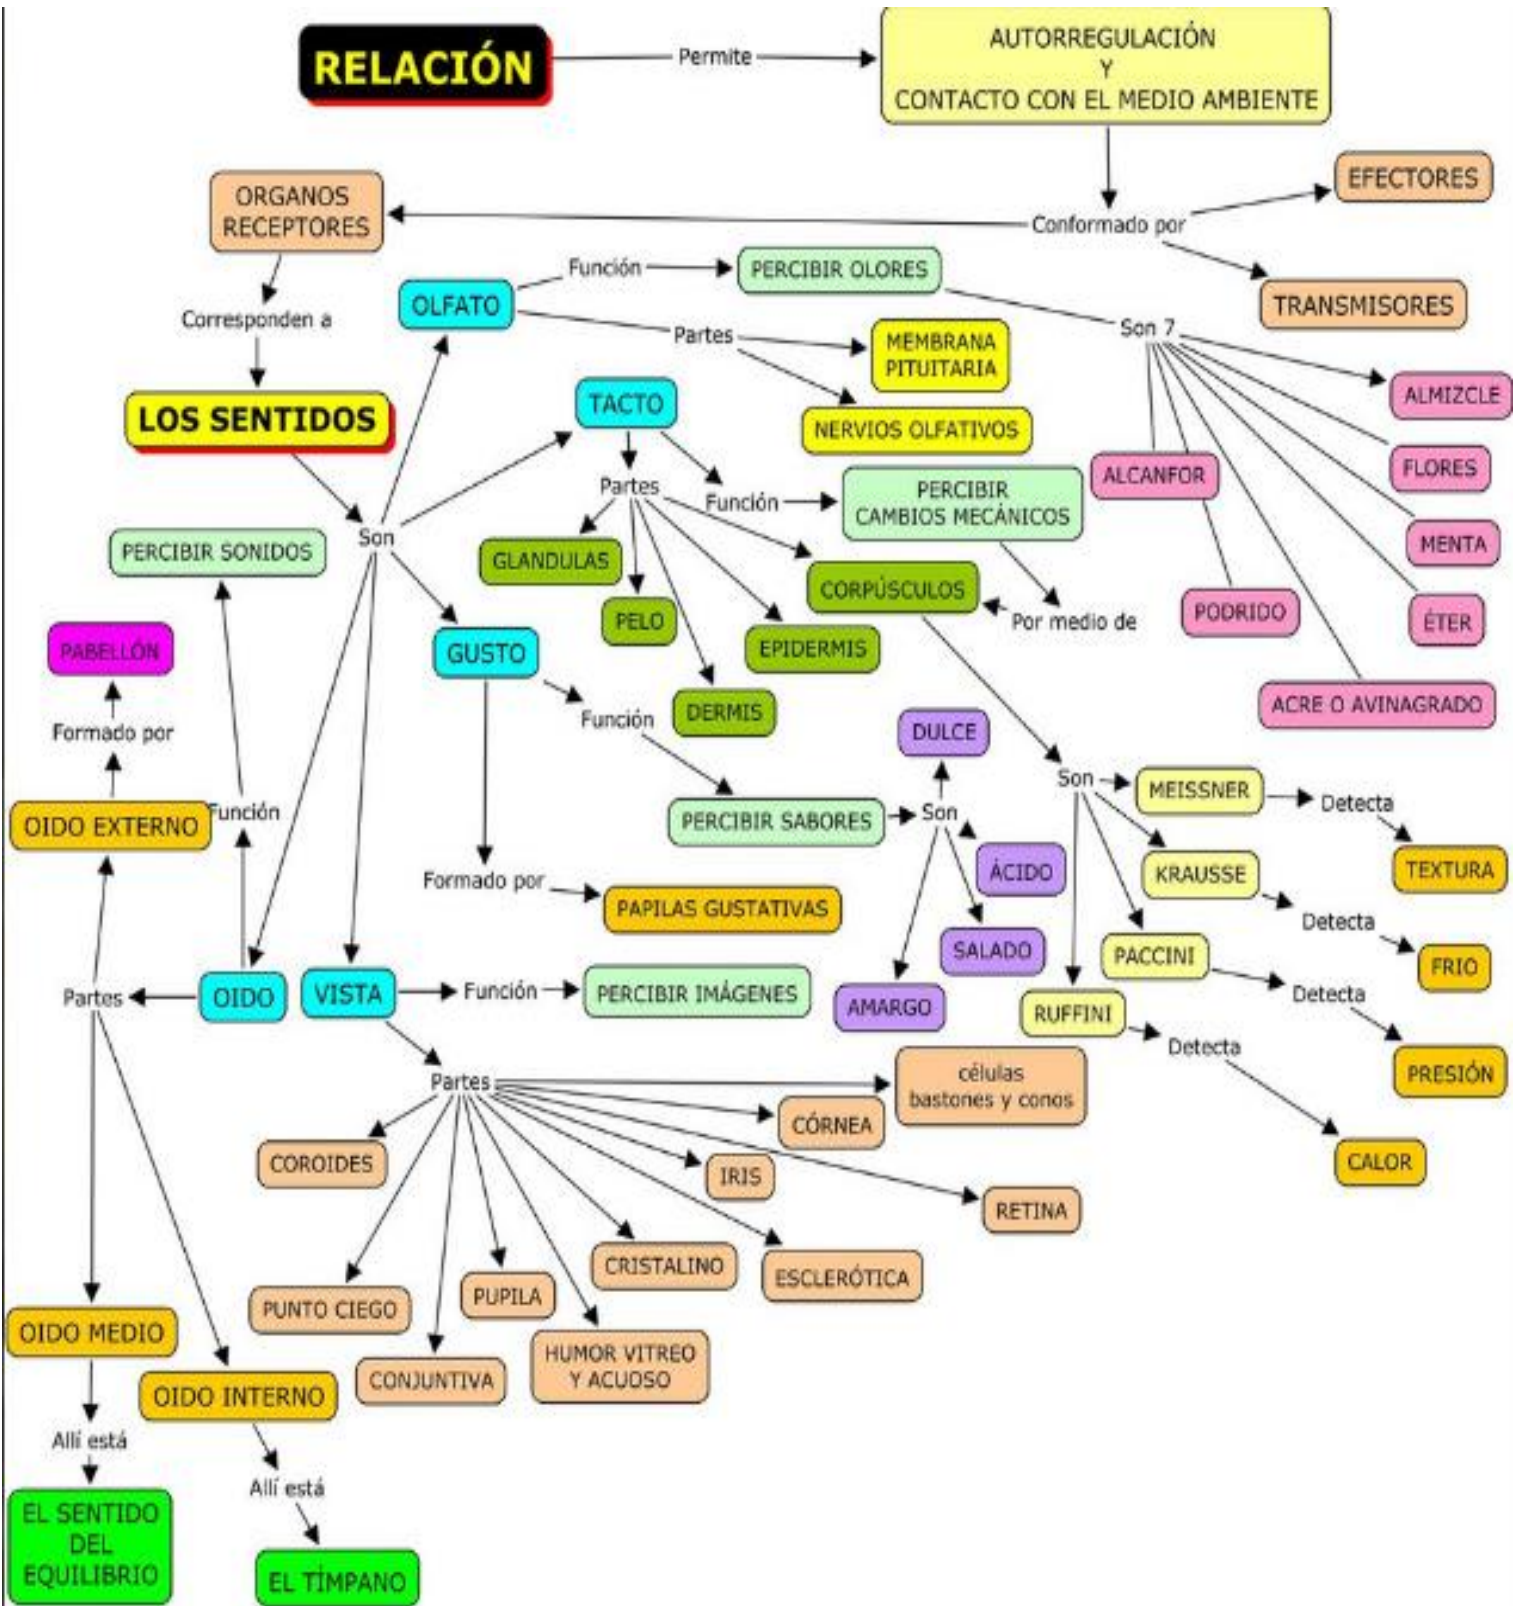 RELACIÓN
Permite
AUTORREGULACIÓN
Y
CONTACTO CON EL MEDIO AMBIENTE
ORGANOS
RECEPTORES
EFECTORES
Conformado por
TRANSMISORES
Corresponden a
LOS SENTIDOS
Son
OLFATO
Función
PERCIBIR OLORES
Partes
MEMBRANA
PITUITARIA
NERVIOS OLFATIVOS
Son 7
ALMIZCLE
FLORES
MENTA
ÉTER
ACRE O AVINAGRADO
PODRIDO
ALCANFOR
TACTO
Partes
Función
PERCIBIR
CAMBIOS MECÁNICOS
Por medio de
GLANDULAS
PELO
DERMIS
EPIDERMIS
CORPÚSCULOS
Son
MEISSNER
Detecta
TEXTURA
KRAUSSE
Detecta
FRIO
PACCINI
Detecta
PRESIÓN
RUFFINI
Detecta
CALOR
GUSTO
Función
PERCIBIR SABORES
Son
DULCE
ÁCIDO
SALADO
AMARGO
Formado por
PAPILAS GUSTATIVAS
PERCIBIR SONIDOS
PABELLÓN
Formado por
OIDO EXTERNO
Función
Partes
OIDO
VISTA
Función
PERCIBIR IMÁGENES
Partes
células
bastones y conos
CÓRNEA
COROIDES
IRIS
RETINA
CRISTALINO
ESCLERÓTICA
PUPILA
PUNTO CIEGO
HUMOR VITREO
Y ACUOSO
CONJUNTIVA
OIDO MEDIO
OIDO INTERNO
Allí está
Allí está
EL SENTIDO
DEL
EQUILIBRIO
EL TÍMPANO